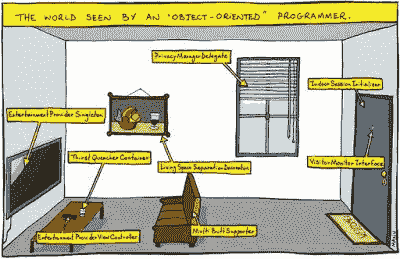 THE WORLD SEEN BY AN "OBJECT-ORIENTED" PROGRAMMER.
PrivacyManagerDelegate
IndoorSessionInitializer
EntertainmentProviderSingleton
ThirstQuencherContainer
LivingSpaceSeparationDecorator
VisitorMonitorInterface
EntertainmentProviderViewController
MultiButtSupporter